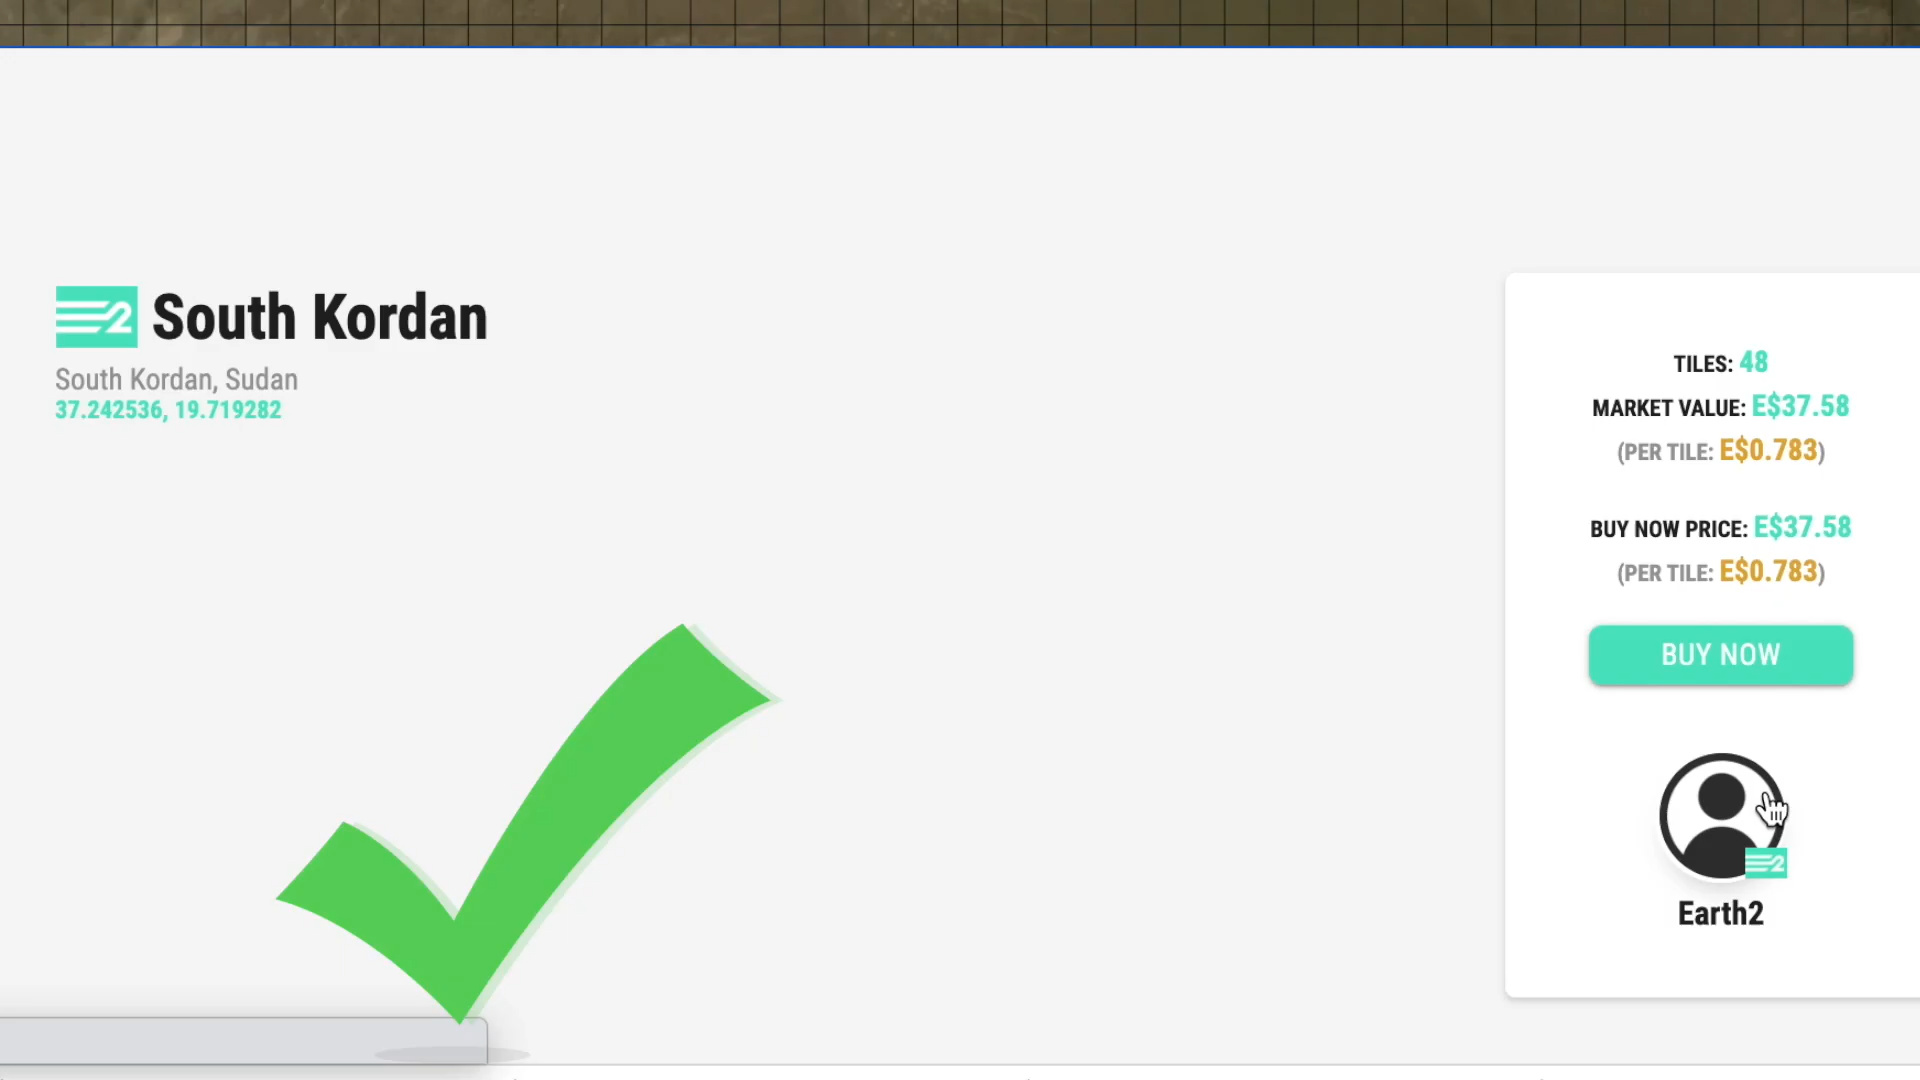 South Kordan
South Kordan, Sudan
37.242536, 19.719282
TILES: 48
MARKET VALUE: E$37.58
(PER TILE: E$0.783)
BUY NOW PRICE: E$37.58
(PER TILE: E$0.783)
BUY NOW
Earth2